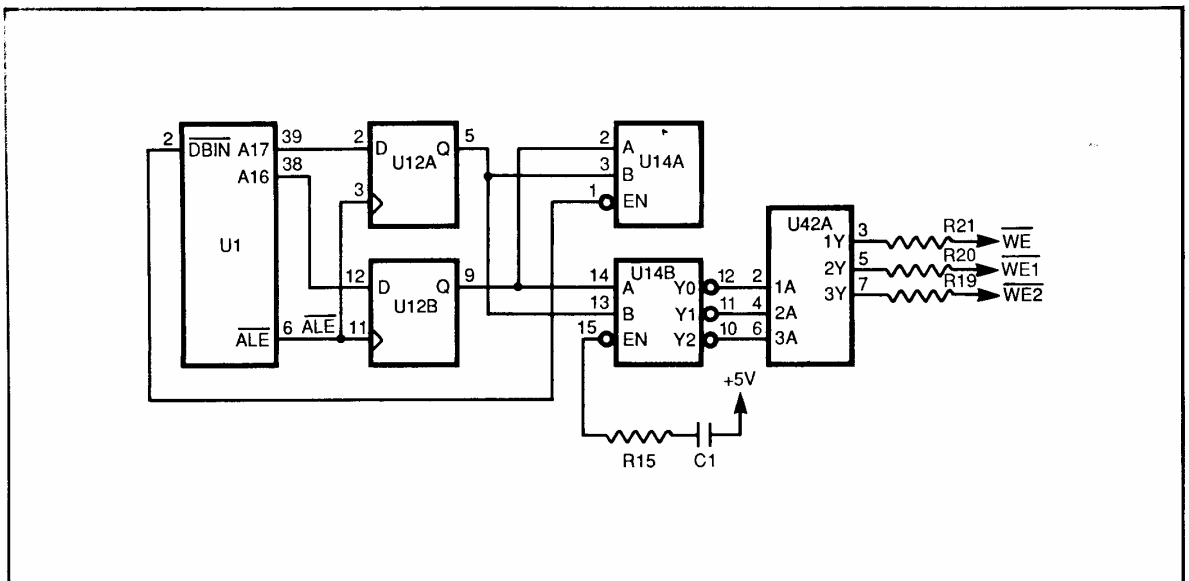 2 DBIN A17 39 2 D Q 5 2 A U14A
U12A 3 B
A16 38 3 1 EN
U1 U42A
1Y 3 R21 WE
12 D Q 9 14 A U14B Y0 12 2 1A 2Y 5 R20 WE1
U12B 13 B Y1 11 4 2A 3Y 7 R19 WE2
ALE 6 ALE 11 15 EN Y2 10 6 3A
+5V
R15 C1